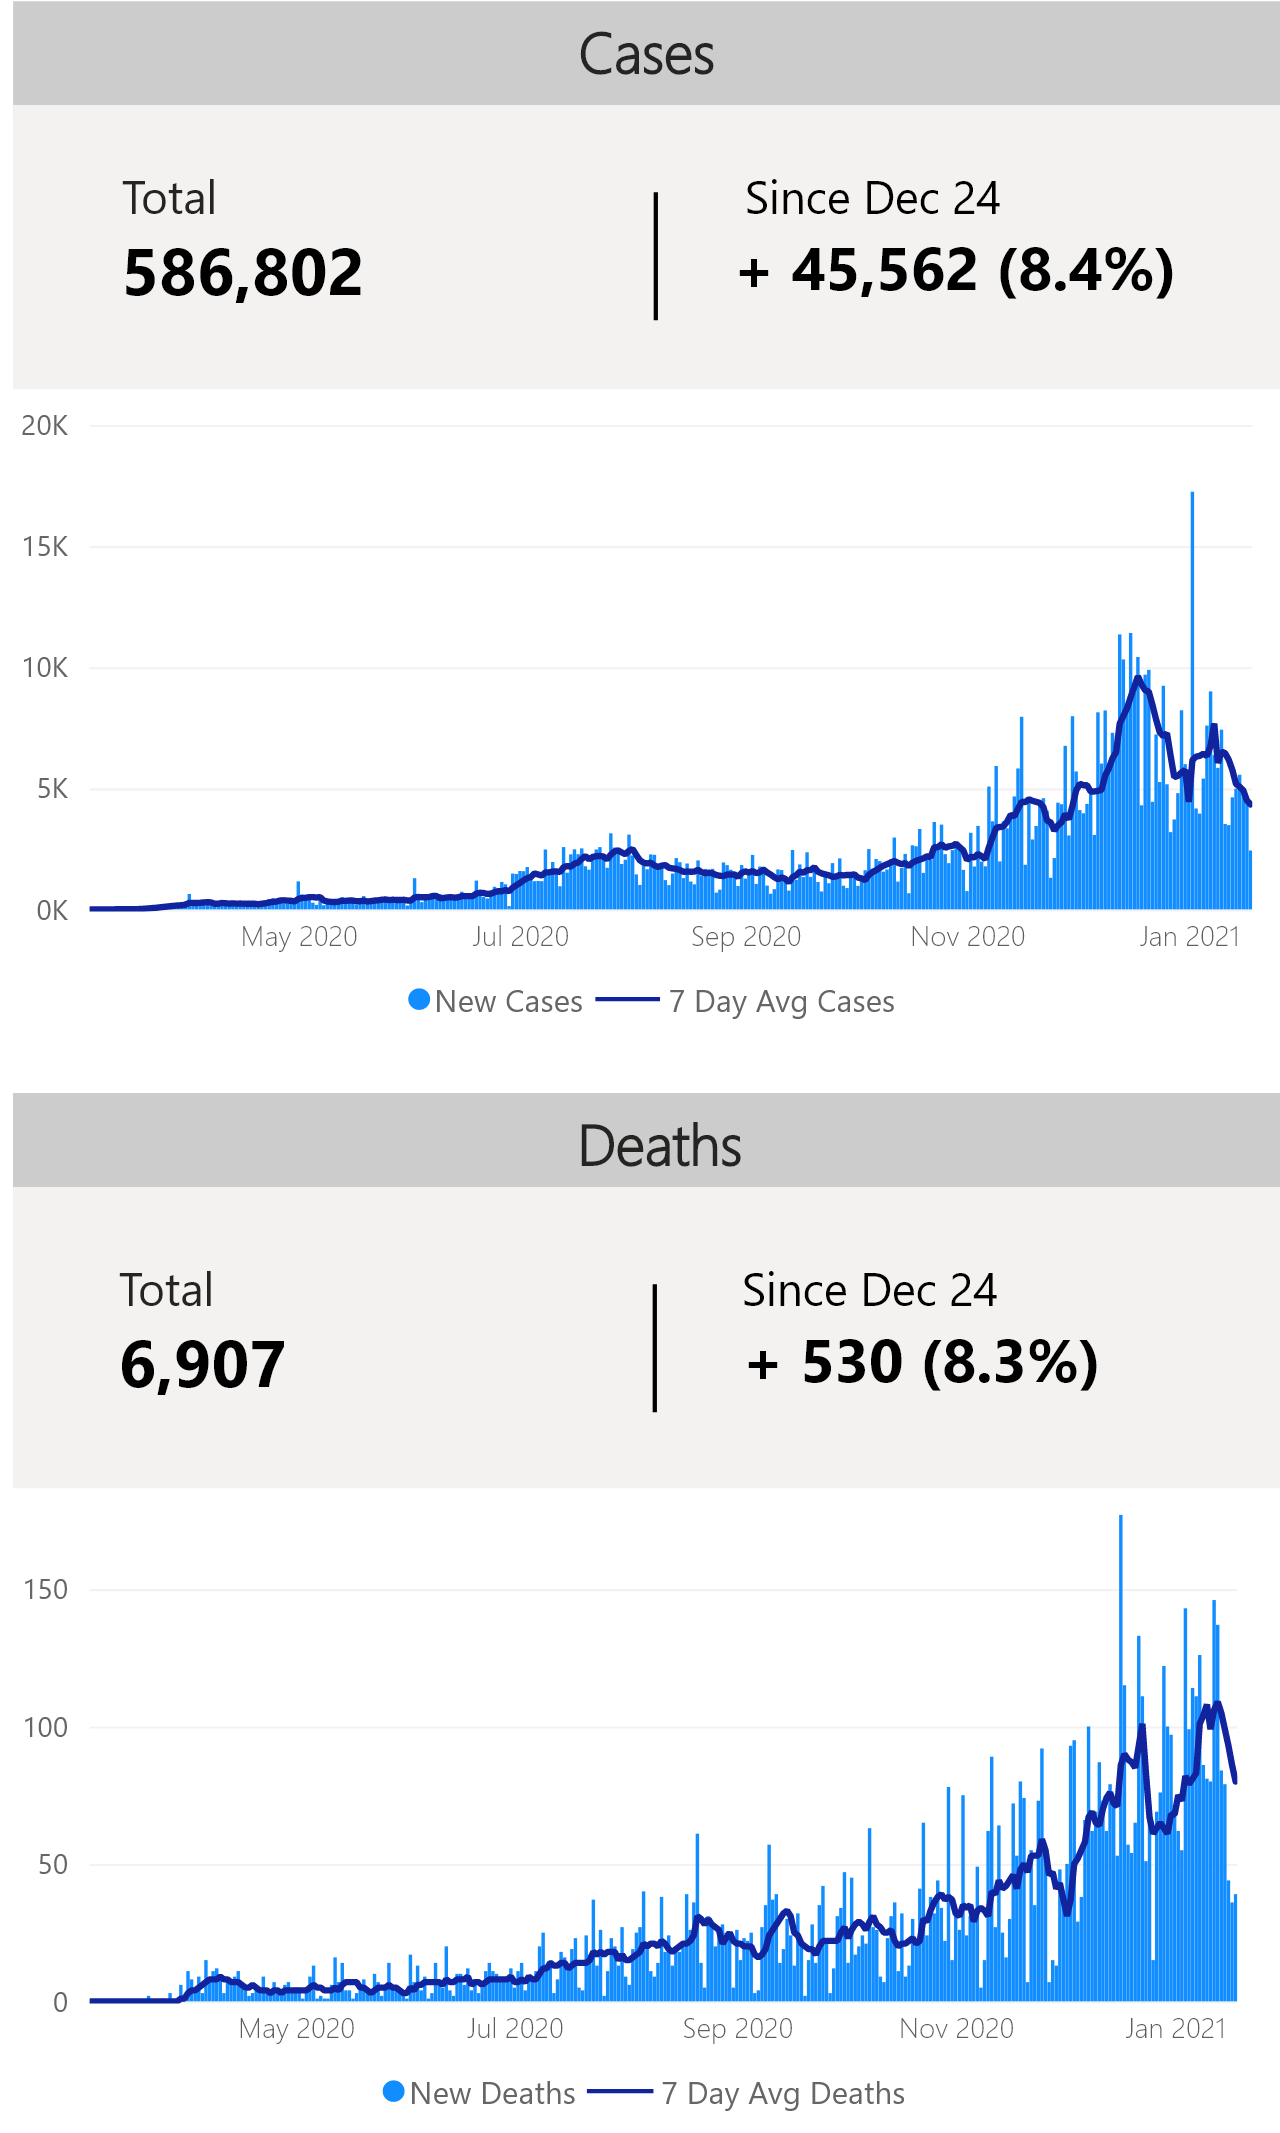 Cases
Total
Since Dec 24
586,802
+ 45,562 (8.4%)
20K
15K
10K
5K
0K
May 2020
Jul 2020
Sep 2020
Nov 2020
Jan 2021
New Cases
7 Day Avg Cases
Deaths
Total
Since Dec 24
6,907
+ 530 (8.3%)
150
100
50
0
May 2020
Jul 2020
Sep 2020
Nov 2020
Jan 2021
New Deaths
7 Day Avg Deaths